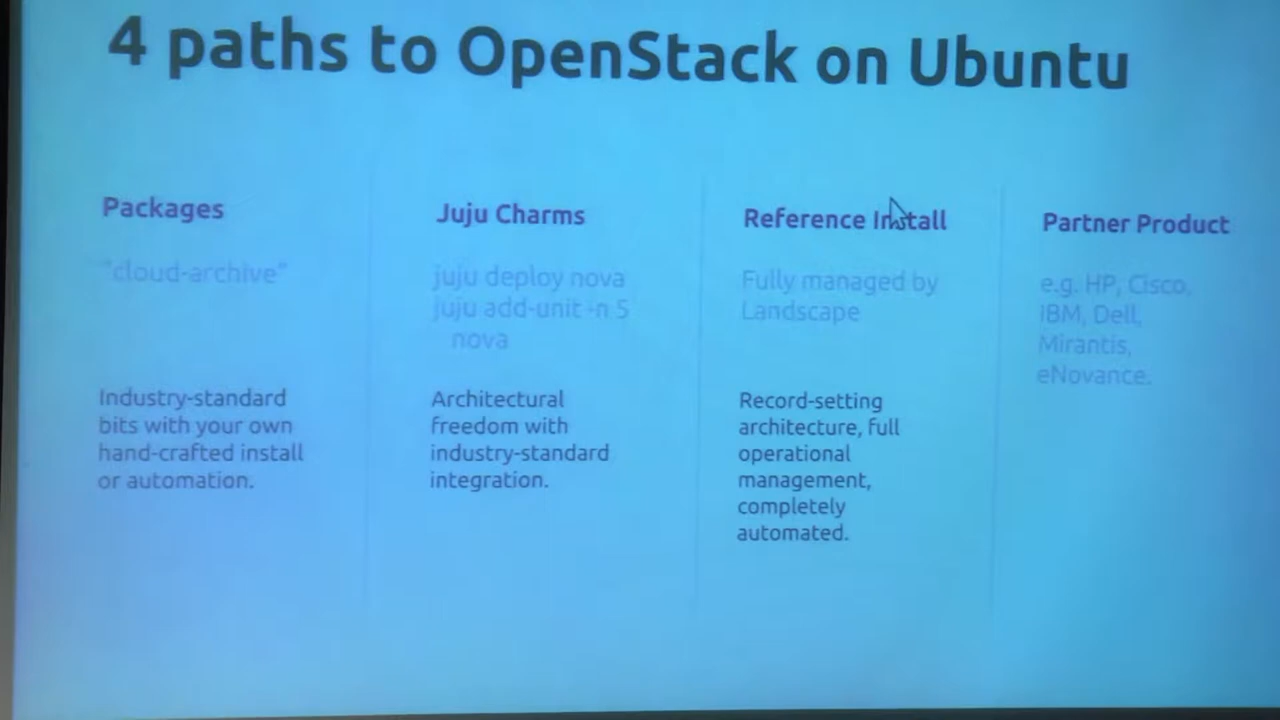 4 paths to OpenStack on Ubuntu
Packages
"cloud-archive"
Industry-standard
bits with your own
hand-crafted install
or automation.
Juju Charms
juju deploy nova
juju add-unit -n 5
nova
Architectural
freedom with
industry-standard
integration.
Reference Install
Fully managed by
Landscape
Record-setting
architecture, full
operational
management,
completely
automated.
Partner Product
e.g. HP, Cisco,
IBM, Dell,
Mirantis,
eNovance.